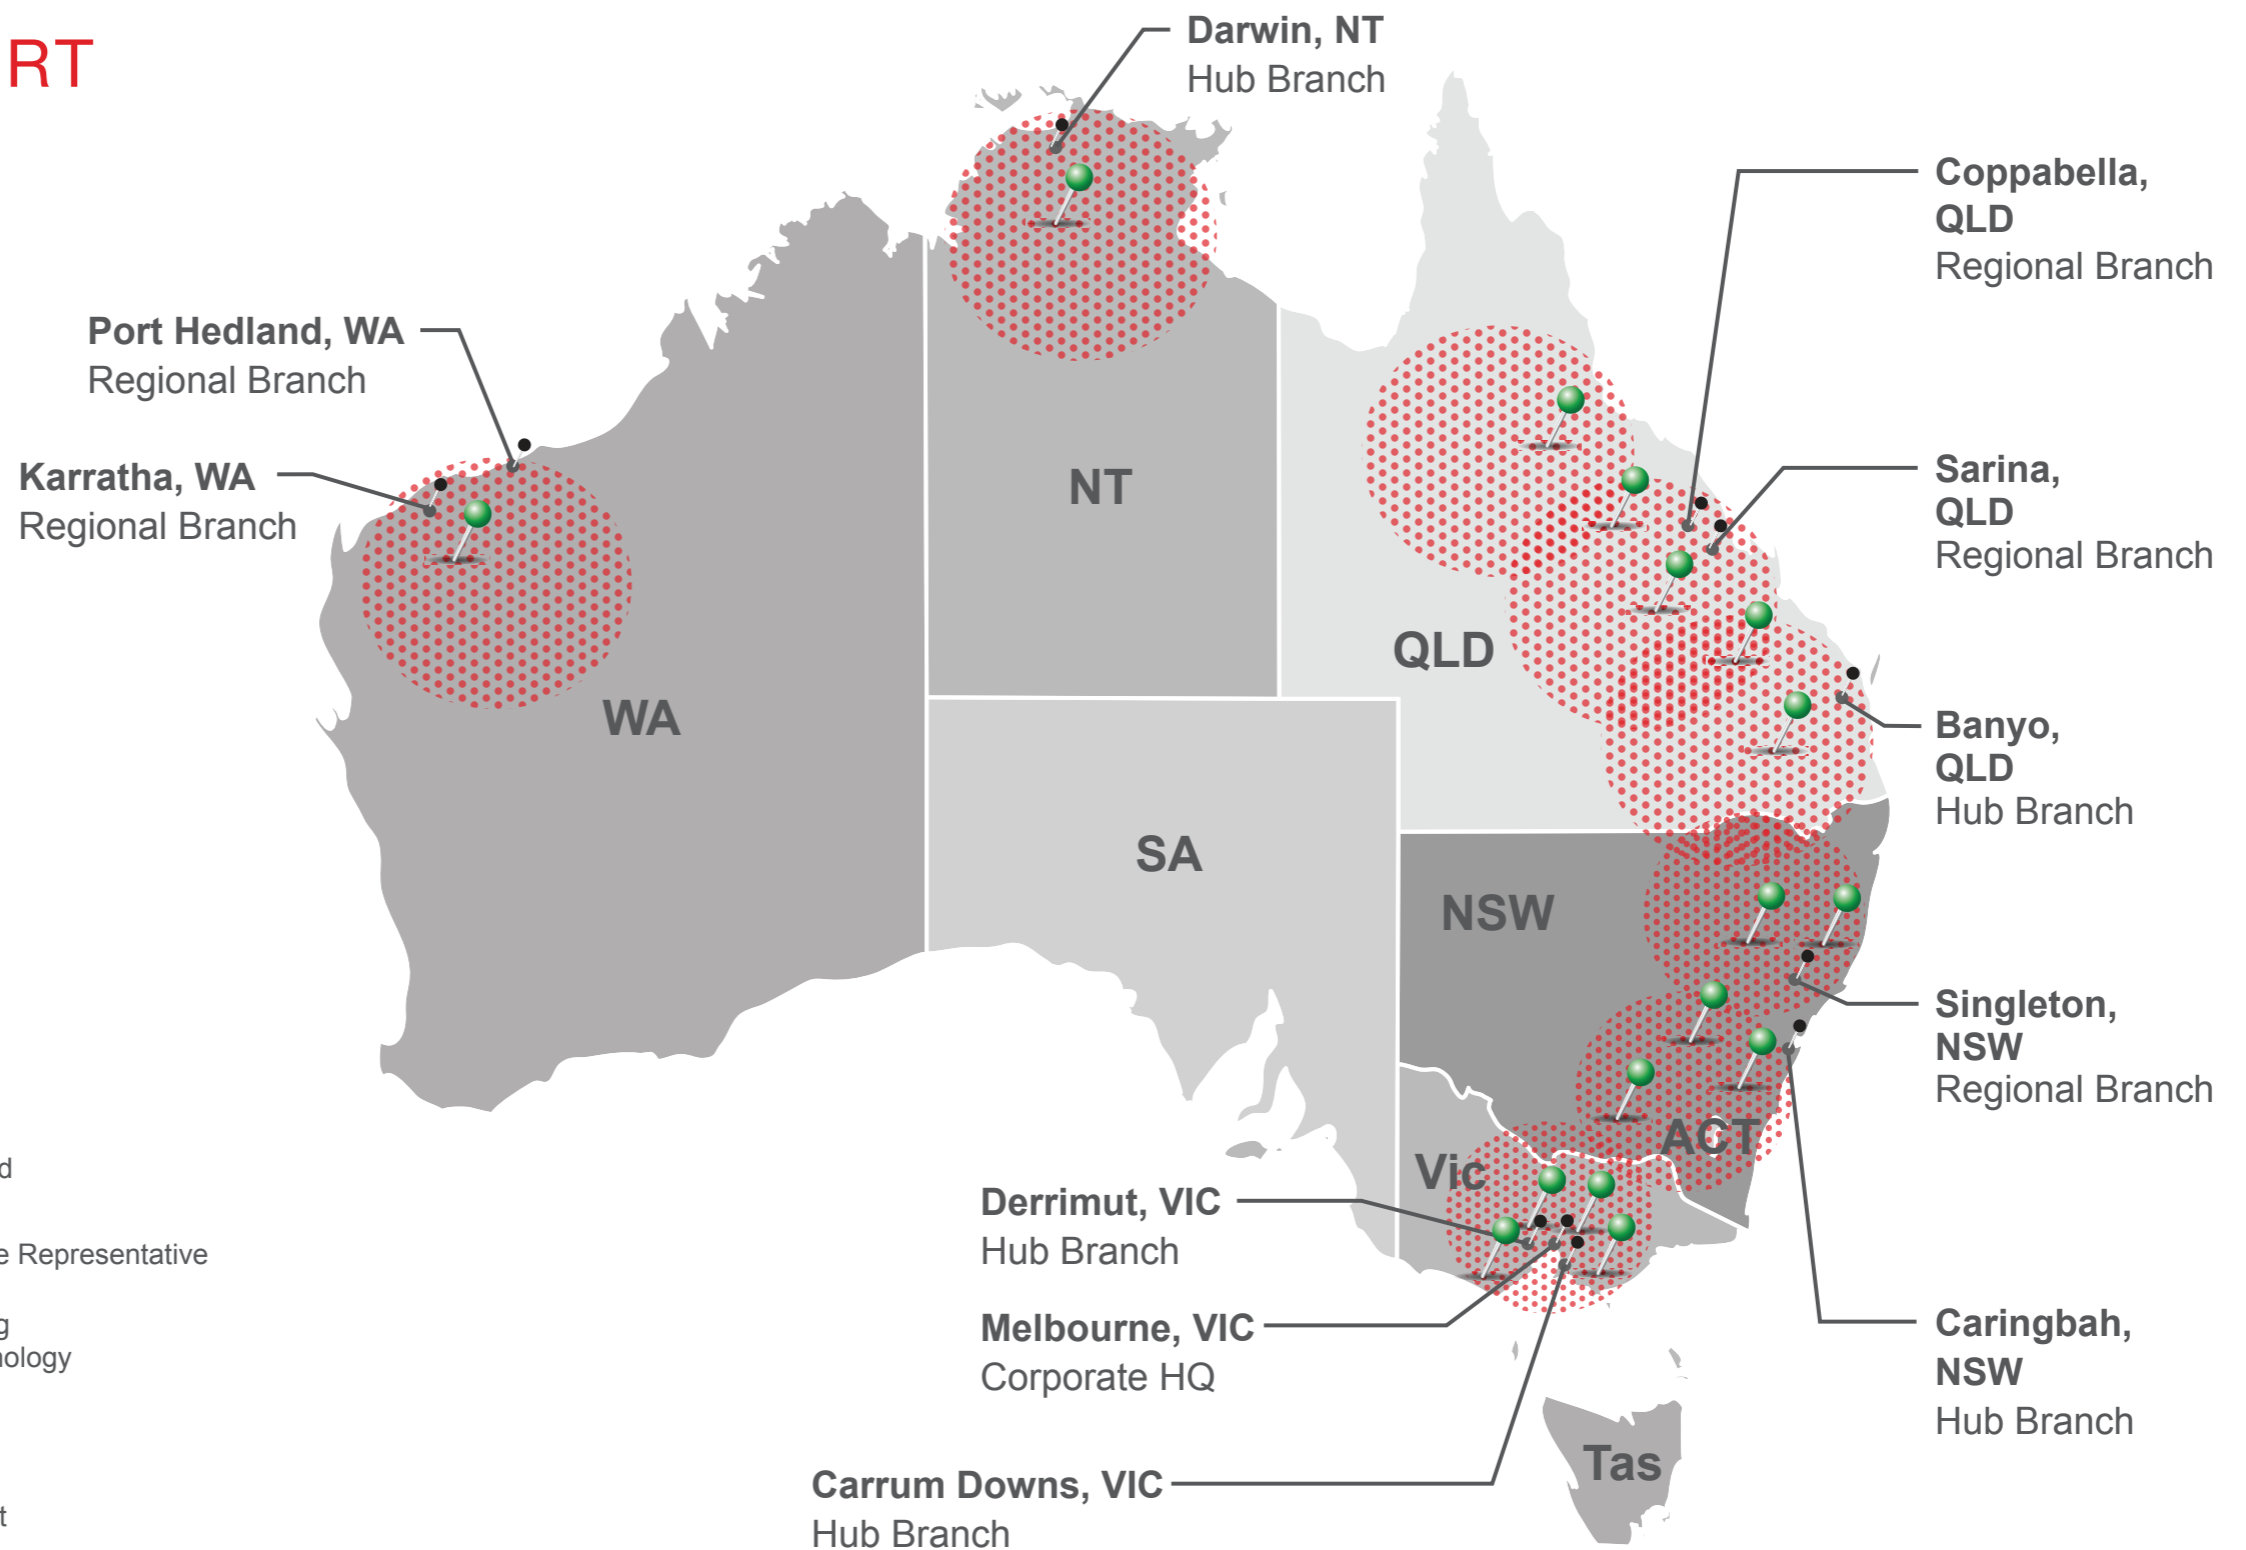 RT
Darwin, NT
Hub Branch
Coppabella,
QLD
Regional Branch
Port Hedland, WA
Regional Branch
Karratha, WA
Regional Branch
Sarina,
QLD
Regional Branch
NT
QLD
WA
Banyo,
QLD
Hub Branch
SA
NSW
Singleton,
NSW
Regional Branch
ACT
Vic
d
Derrimut, VIC
Hub Branch
e Representative
Melbourne, VIC
Corporate HQ
g
nology
Caringbah,
NSW
Hub Branch
Tas
Carrum Downs, VIC
Hub Branch
t